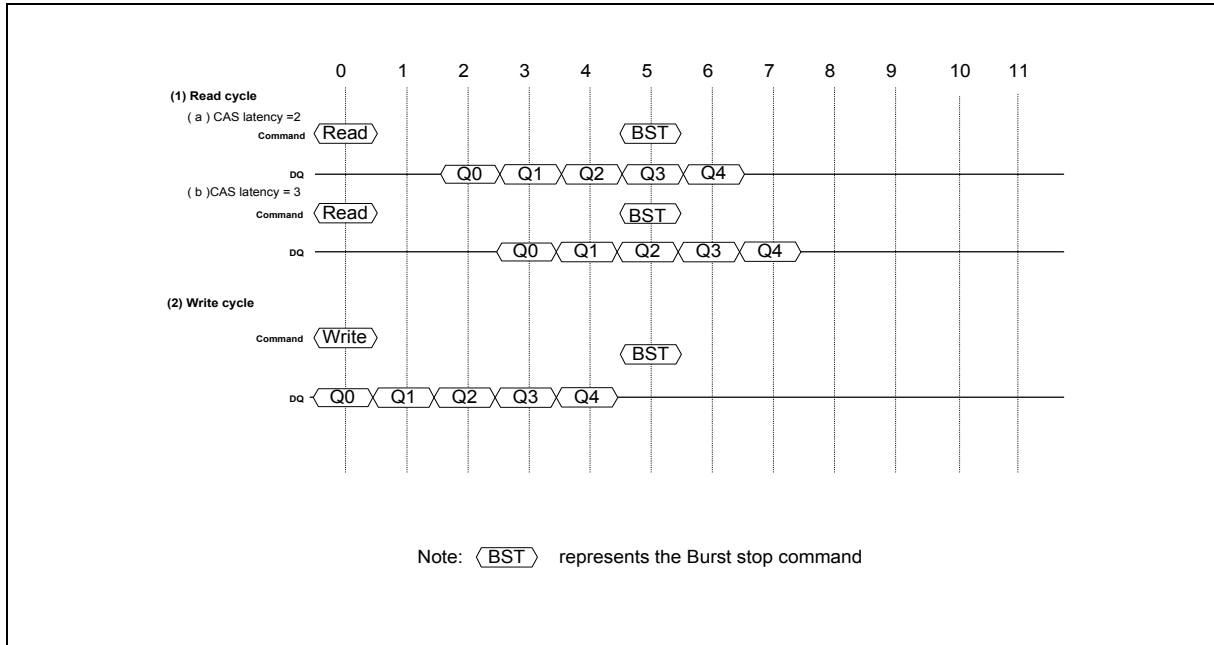 0 1 2 3 4 5 6 7 8 9 10 11
(1) Read cycle
( a ) CAS latency =2
Command Read BST
DQ Q0 Q1 Q2 Q3 Q4
( b )CAS latency = 3
Command Read BST
DQ Q0 Q1 Q2 Q3 Q4
(2) Write cycle
Command Write BST
DQ Q0 Q1 Q2 Q3 Q4
Note: BST represents the Burst stop command